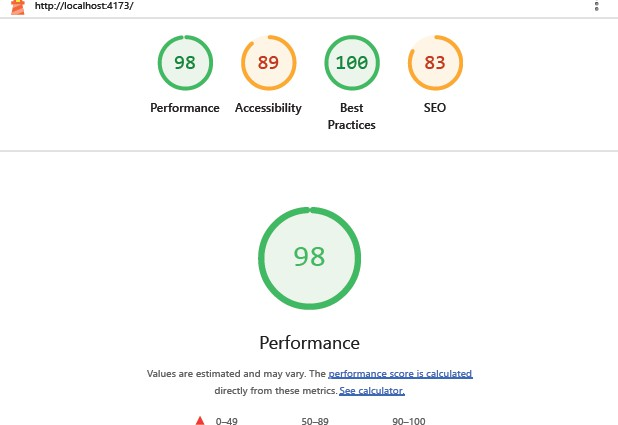 http://localhost:4173/
98 89 100 83
Performance Accessibility Best Practices SEO
98
Performance
Values are estimated and may vary. The performance score is calculated
directly from these metrics. See calculator.
0–49 50–89 90–100